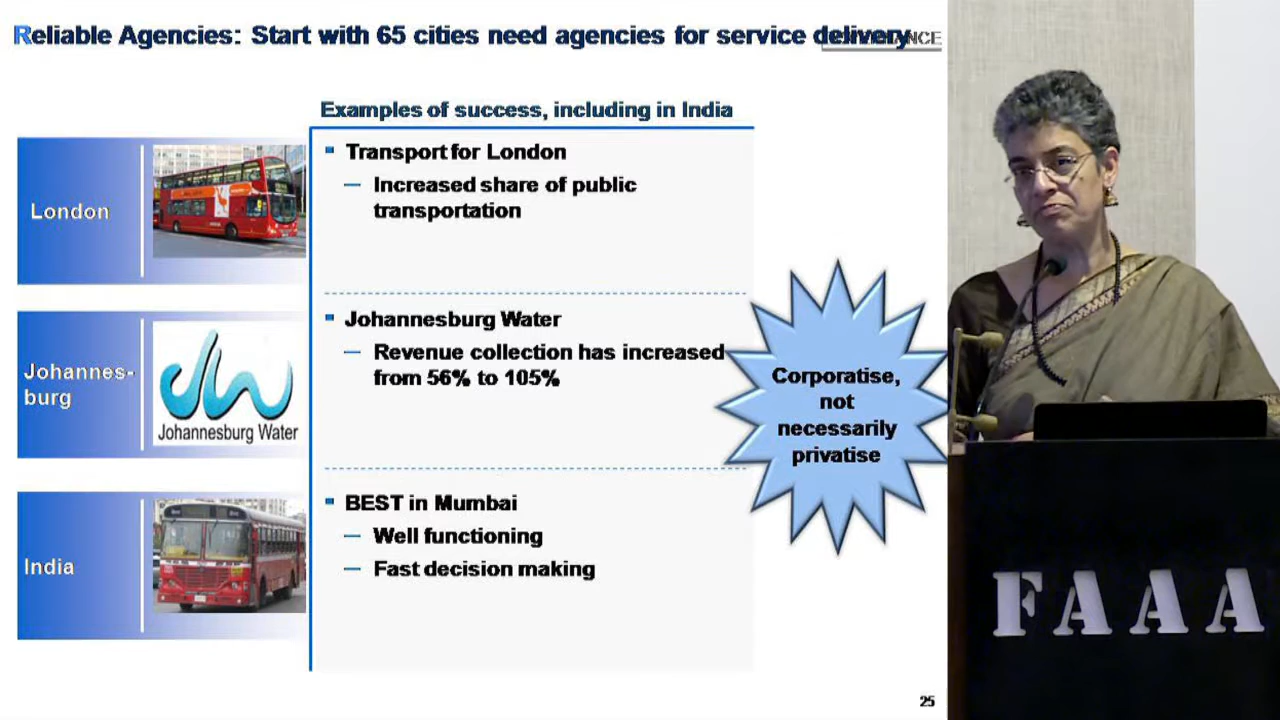 Reliable Agencies: Start with 65 cities need agencies for service delivery
Examples of success, including in India
London
Transport for London
Increased share of public
transportation
Johannes-
burg
Johannesburg Water
Johannesburg Water
Revenue collection has increased
from 56% to 105%
Corporatise,
not
necessarily
privatise
India
BEST in Mumbai
Well functioning
Fast decision making
FAAA
25